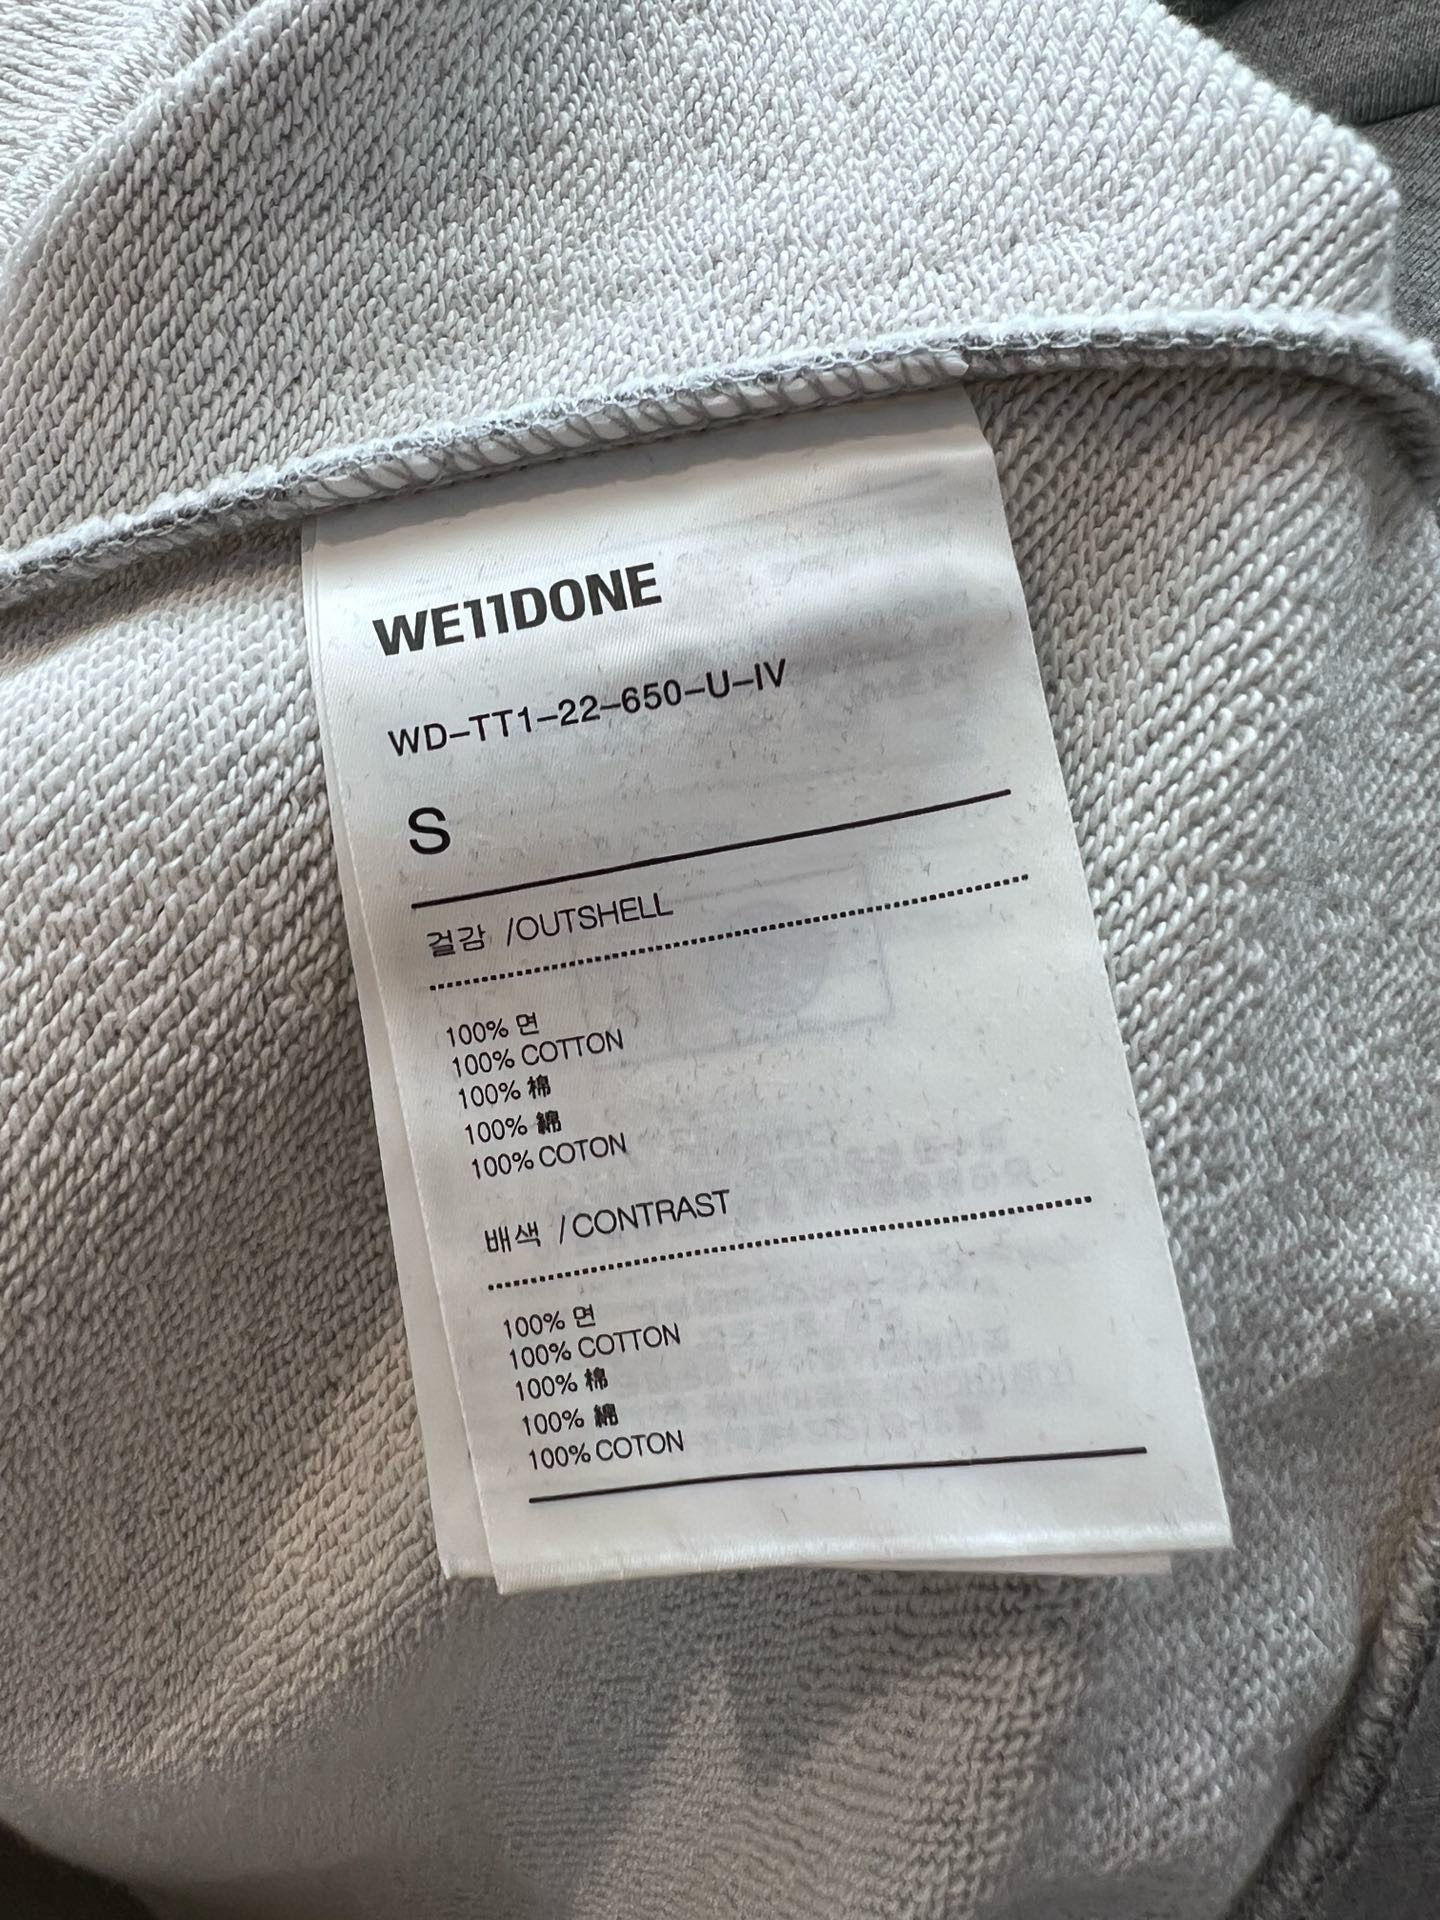 WE11DONE
WD-TT1-22-650-U-IV
S
걸감 /OUTSHELL
100% 면
100% COTTON
100% 棉
100% 綿
100% COTON
배색 /CONTRAST
100% 면
100% COTTON
100% 棉
100% 綿
100% COTON